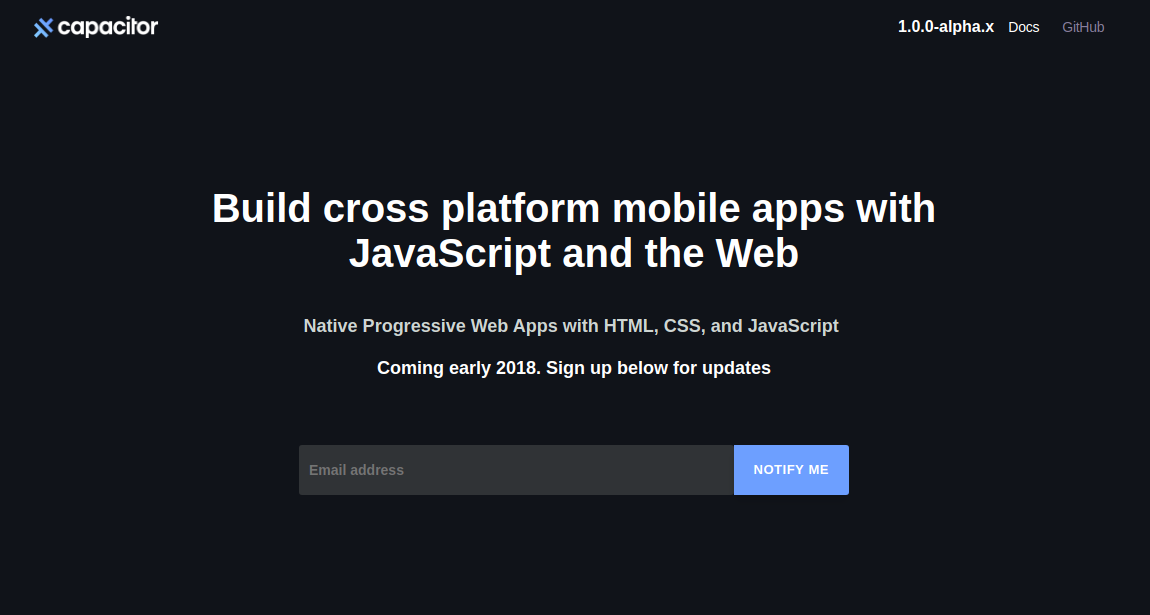 capacitor
1.0.0-alpha.x Docs GitHub
Build cross platform mobile apps with
JavaScript and the Web
Native Progressive Web Apps with HTML, CSS, and JavaScript
Coming early 2018. Sign up below for updates
Email address
NOTIFY ME